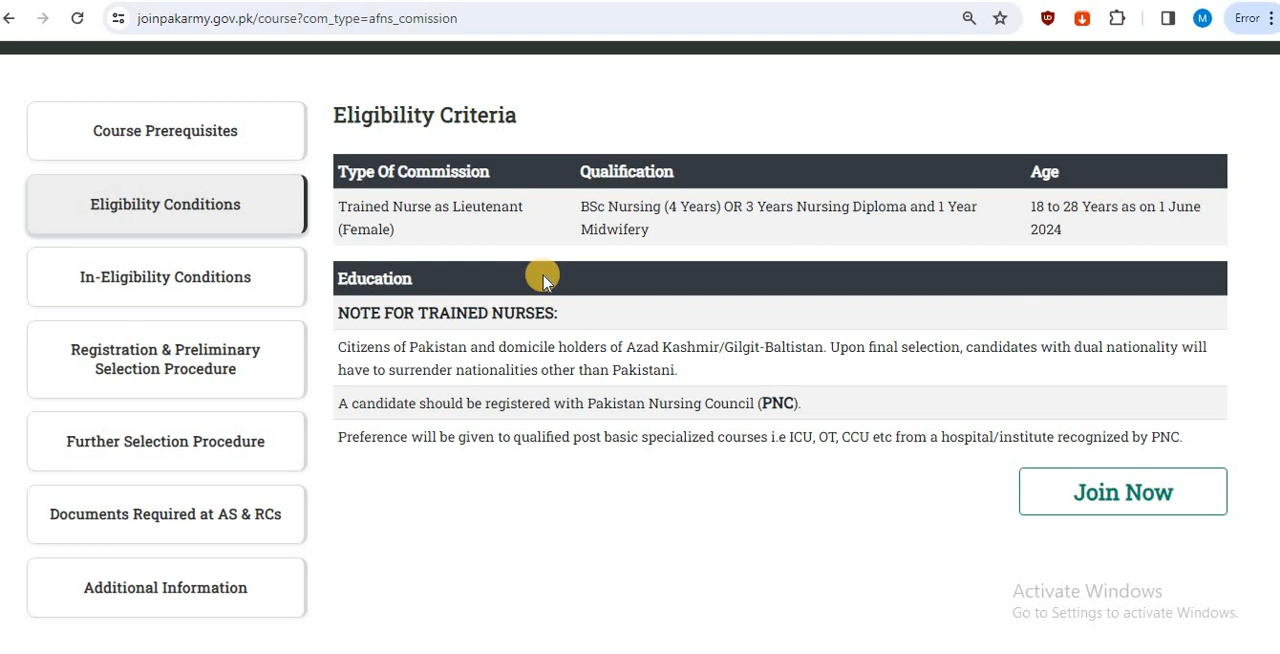 joinpakarmy.gov.pk/course?com_type=afns_comission
M
Error
Course Prerequisites
Eligibility Conditions
In-Eligibility Conditions
Registration & Preliminary
Selection Procedure
Further Selection Procedure
Documents Required at AS & RCs
Additional Information
Eligibility Criteria
Type Of Commission Qualification Age
Trained Nurse as Lieutenant BSc Nursing (4 Years) OR 3 Years Nursing Diploma and 1 Year 18 to 28 Years as on 1 June
(Female) Midwifery 2024
Education
NOTE FOR TRAINED NURSES:
Citizens of Pakistan and domicile holders of Azad Kashmir/Gilgit-Baltistan. Upon final selection, candidates with dual nationality will
have to surrender nationalities other than Pakistani.
A candidate should be registered with Pakistan Nursing Council (PNC).
Preference will be given to qualified post basic specialized courses i.e ICU, OT, CCU etc from a hospital/institute recognized by PNC.
Join Now
Activate Windows
Go to Settings to activate Windows.